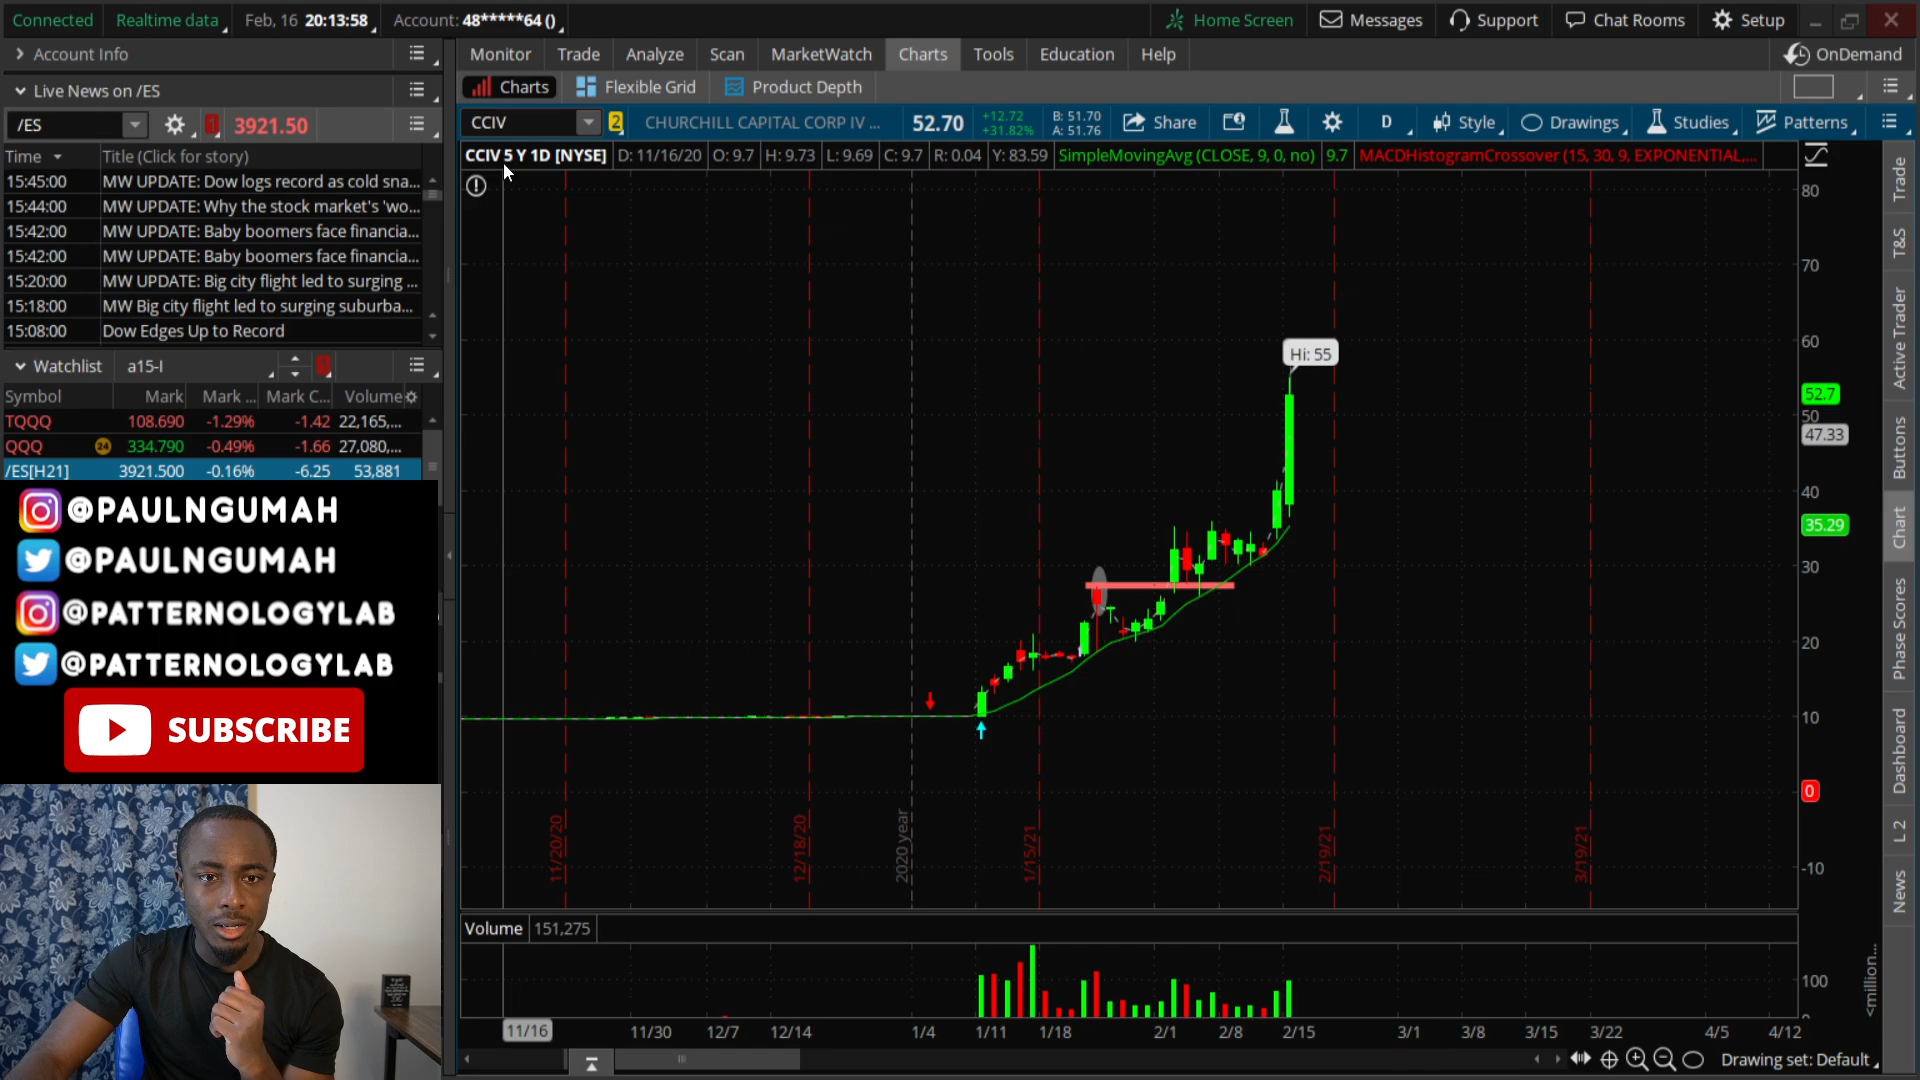 Connected Realtime data Feb, 16 20:13:58 Account: 48*****64 () Home Screen Messages Support Chat Rooms Setup
Account Info
Monitor Trade Analyze Scan MarketWatch Charts Tools Education Help OnDemand
Live News on /ES
Charts Flexible Grid Product Depth
/ES 3921.50
CCIV 2 CHURCHILL CAPITAL CORP IV ... 52.70 +12.72 +31.82% B: 51.70 A: 51.76 Share D Style Drawings Studies Patterns
Time Title (Click for story)
CCIV 5 Y 1D [NYSE] D: 11/16/20 O: 9.7 H: 9.73 L: 9.69 C: 9.7 R: 0.04 Y: 83.59 SimpleMovingAvg (CLOSE, 9, 0, no) 9.7 MACDHistogramCrossover (15, 30, 9, EXPONENTIAL,...
15:45:00 MW UPDATE: Dow logs record as cold sna...
15:44:00 MW UPDATE: Why the stock market's 'wo...
15:42:00 MW UPDATE: Baby boomers face financia...
15:42:00 MW UPDATE: Baby boomers face financia...
15:20:00 MW UPDATE: Big city flight led to surging ...
15:18:00 MW Big city flight led to surging suburba...
15:08:00 Dow Edges Up to Record
Watchlist a15-I
Symbol Mark Mark ... Mark C... Volume
TQQQ 108.690 -1.29% -1.42 22,165,...
QQQ 24 334.790 -0.49% -1.66 27,080,...
/ES[H21] 3921.500 -0.16% -6.25 53,881
@PAULNGUMAH
@PAULNGUMAH
@PATTERNOLOGYLAB
@PATTERNOLOGYLAB
SUBSCRIBE
Hi: 55
80
70
60
52.7
50
47.33
40
35.29
30
20
10
0
-10
11/20/20 12/18/20 2020 year 1/15/21 2/19/21 3/19/21
Volume 151,275
100
0
<million...
11/16 11/30 12/7 12/14 1/4 1/11 1/18 2/1 2/8 2/15 3/1 3/8 3/15 3/22 4/5 4/12
Drawing set: Default
Trade
T&S
Active Trader
Buttons
Chart
Phase Scores
Dashboard
L 2
News